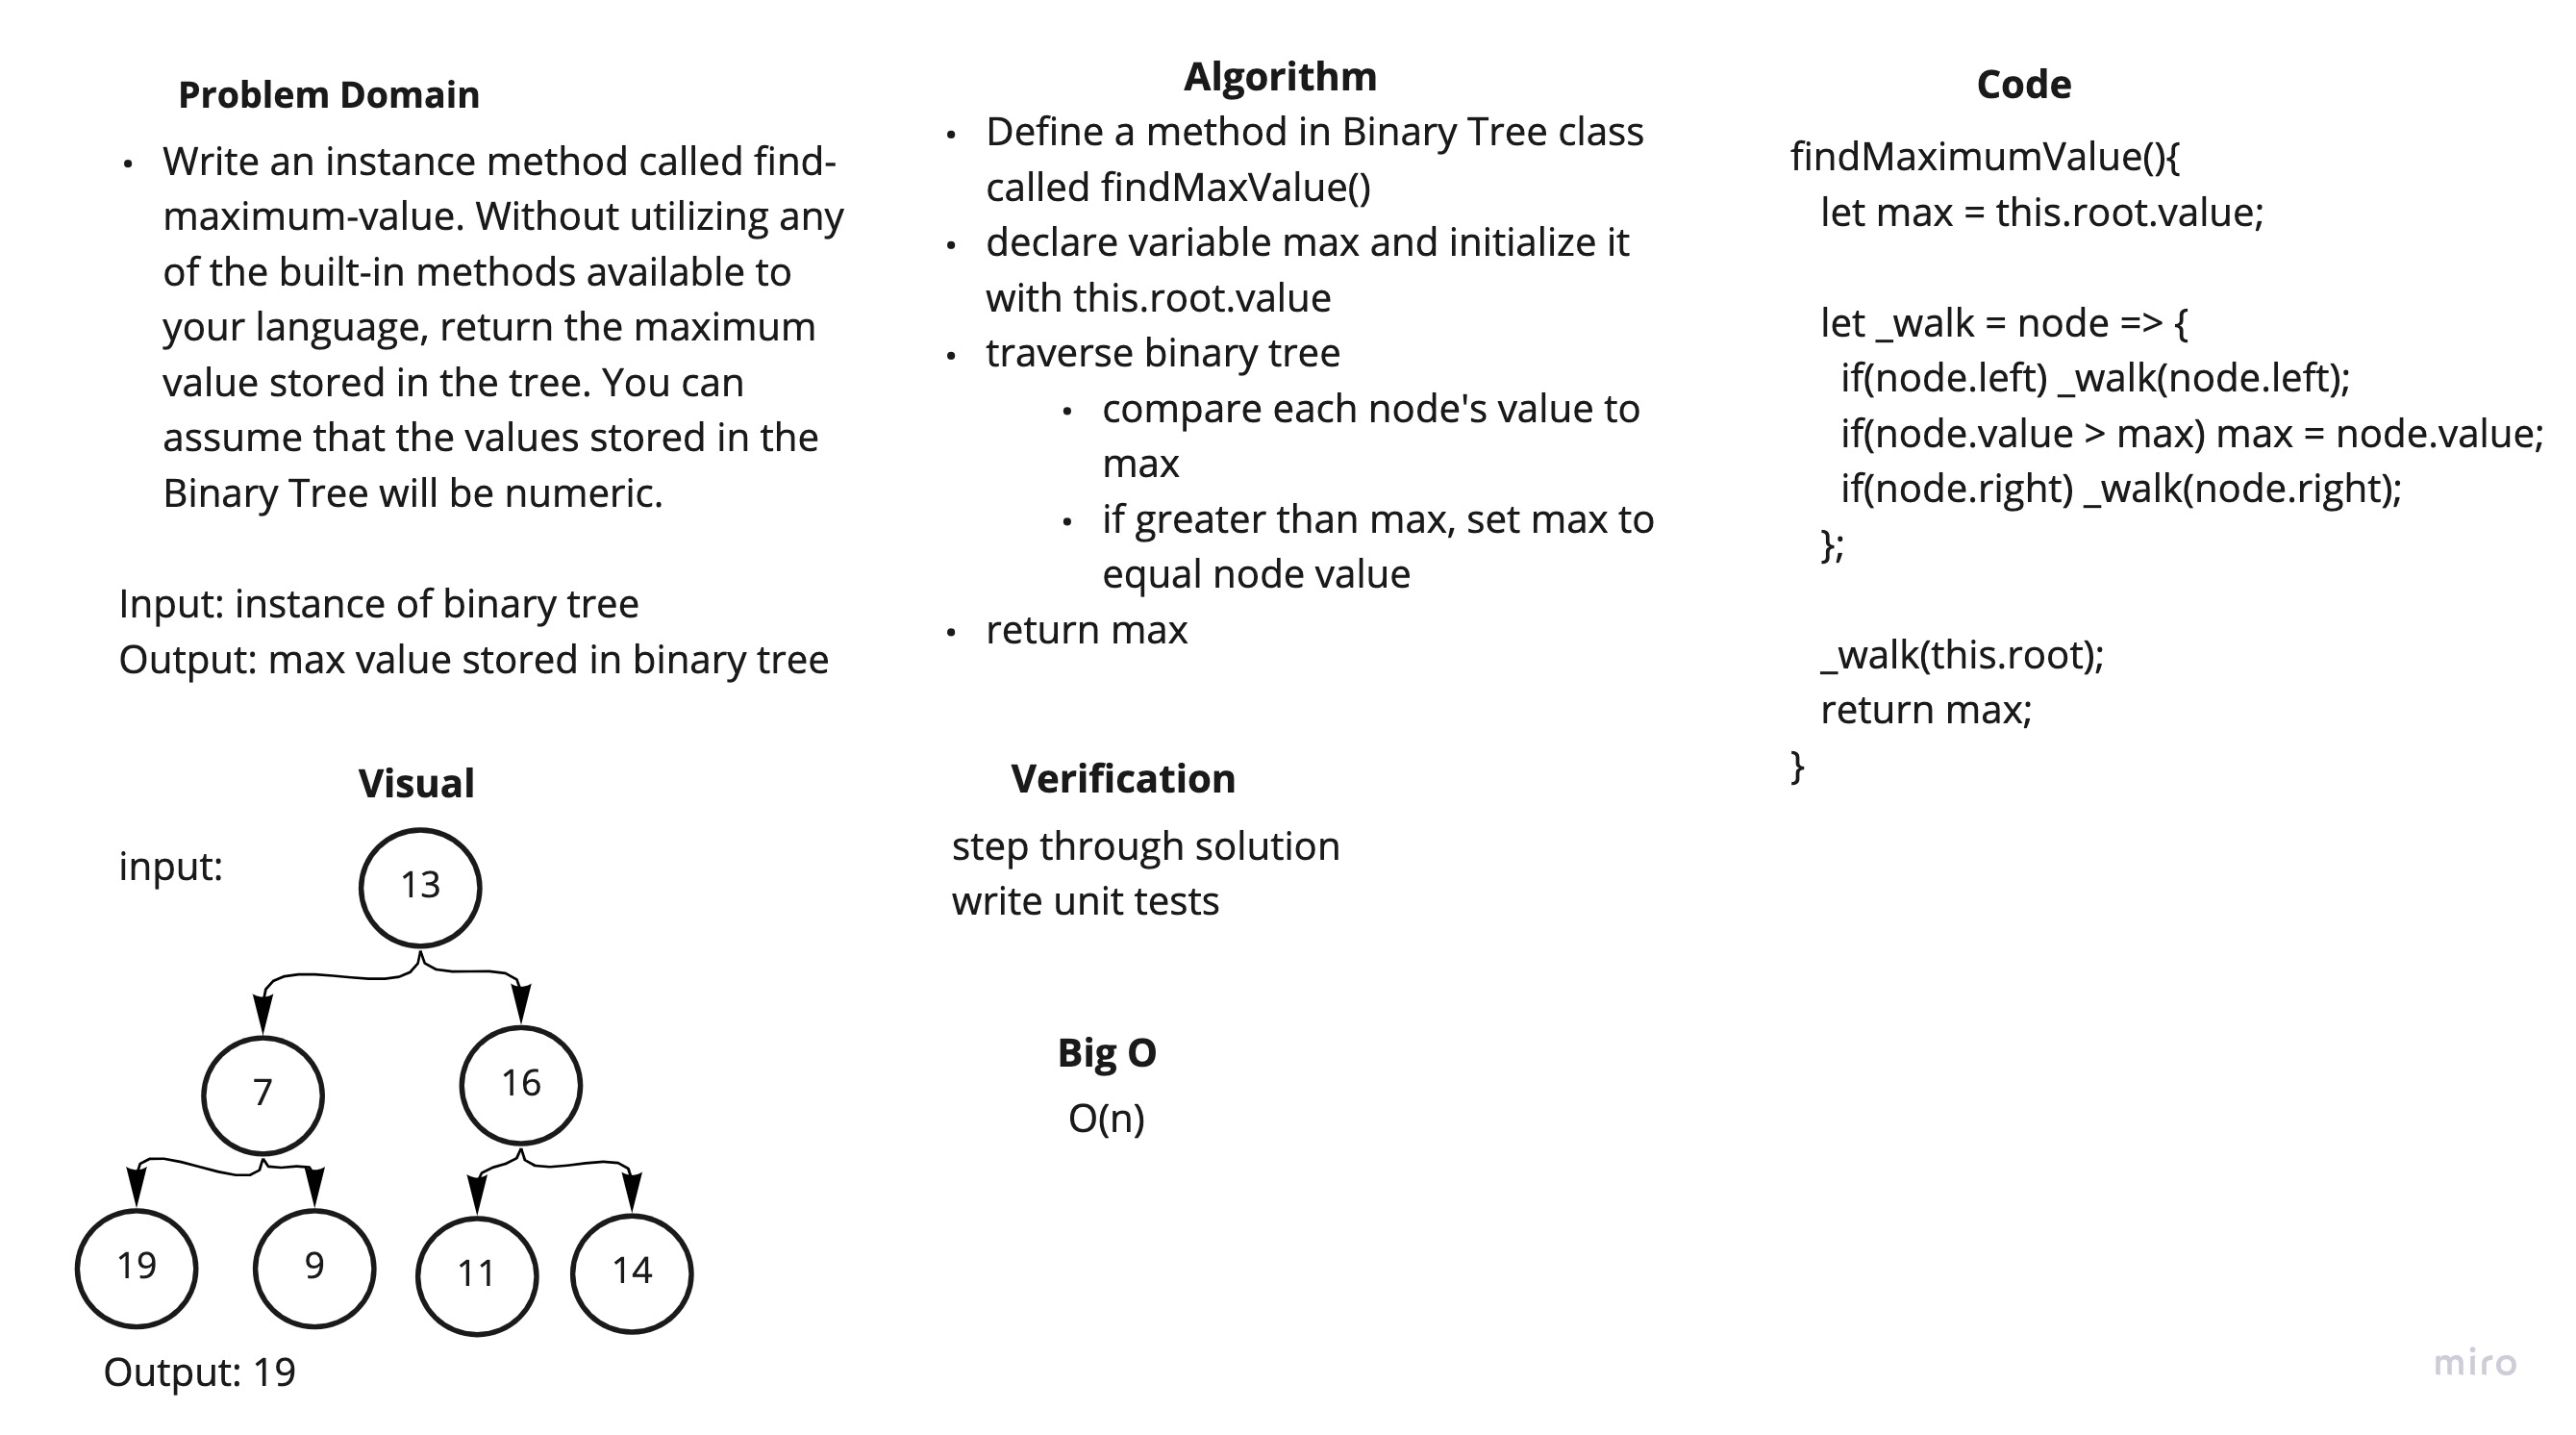 Problem Domain
• Write an instance method called find-
maximum-value. Without utilizing any
of the built-in methods available to
your language, return the maximum
value stored in the tree. You can
assume that the values stored in the
Binary Tree will be numeric.
Input: instance of binary tree
Output: max value stored in binary tree
Visual
input:
13
7
16
19
9
11
14
Output: 19
Algorithm
• Define a method in Binary Tree class
called findMaxValue()
• declare variable max and initialize it
with this.root.value
• traverse binary tree
• compare each node's value to
max
• if greater than max, set max to
equal node value
• return max
Verification
step through solution
write unit tests
Big O
O(n)
Code
findMaximumValue(){
let max = this.root.value;
let _walk = node => {
if(node.left) _walk(node.left);
if(node.value > max) max = node.value;
if(node.right) _walk(node.right);
};
_walk(this.root);
return max;
}
miro